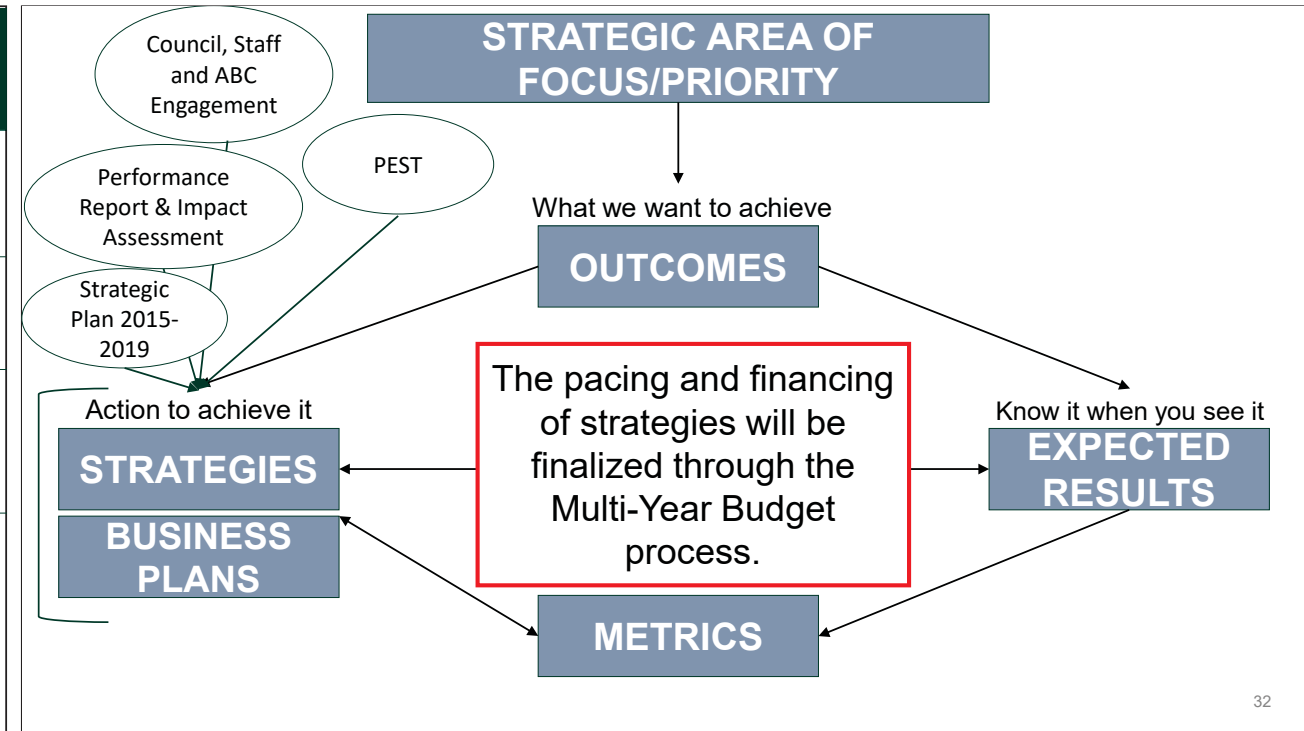 STRATEGIC AREA OF
FOCUS/PRIORITY
Council, Staff
and ABC
Engagement
PEST
Performance
Report & Impact
Assessment
Strategic
Plan 2015-
2019
What we want to achieve
OUTCOMES
Action to achieve it
STRATEGIES
BUSINESS
PLANS
The pacing and financing
of strategies will be
finalized through the
Multi-Year Budget
process.
Know it when you see it
EXPECTED
RESULTS
METRICS
32